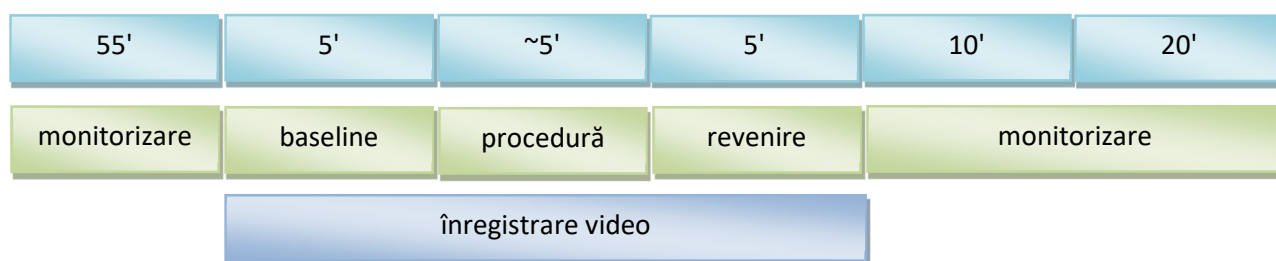 55' 5' ~5' 5' 10' 20'
monitorizare baseline procedură revenire monitorizare
înregistrare video